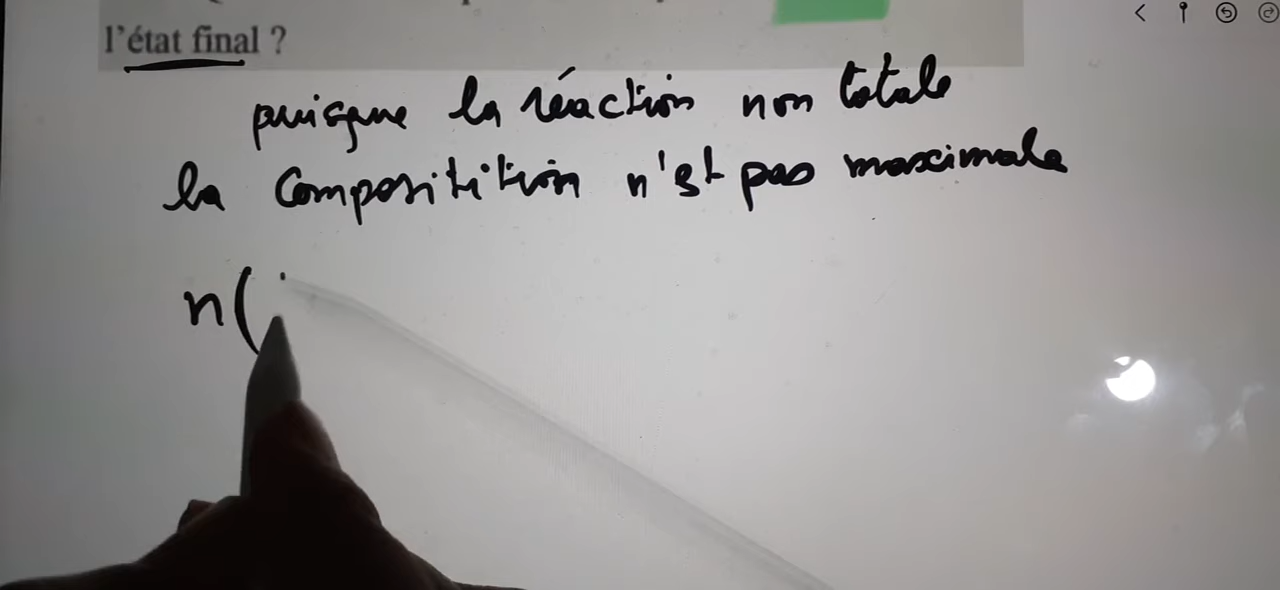 l'état final ?
puisque la réaction non totale
la compositition n'est pas maximale
n(